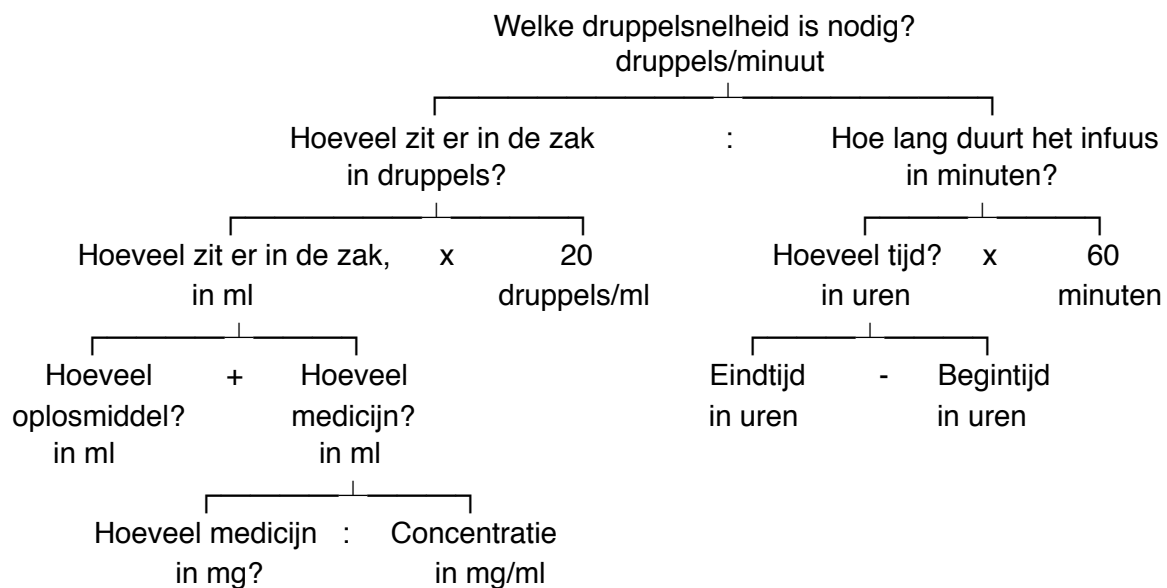 Welke druppelsnelheid is nodig?
druppels/minuut
Hoeveel zit er in de zak : Hoe lang duurt het infuus
in druppels? in minuten?
Hoeveel zit er in de zak, x 20 Hoeveel tijd? x 60
in ml druppels/ml in uren minuten
Hoeveel + Hoeveel Eindtijd - Begintijd
oplosmiddel? medicijn? in uren in uren
in ml in ml
Hoeveel medicijn : Concentratie
in mg? in mg/ml